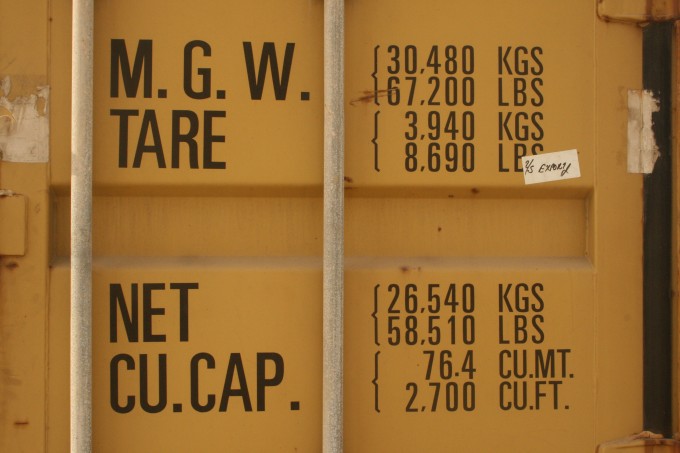 M. G. W. 30,480 KGS
67,200 LBS
TARE 3,940 KGS
8,690 LBS
EXPORT
NET 26,540 KGS
58,510 LBS
CU.CAP. 76.4 CU.MT.
2,700 CU.FT.